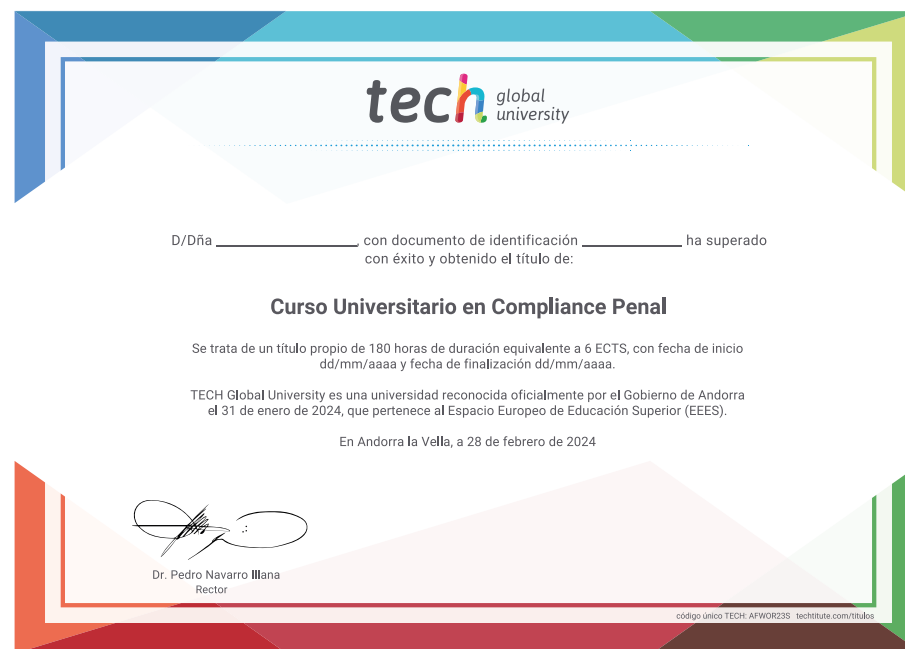 tech global university
D/Dña ______________, con documento de identificación __________ ha superado
con éxito y obtenido el título de:
Curso Universitario en Compliance Penal
Se trata de un título propio de 180 horas de duración equivalente a 6 ECTS, con fecha de inicio
dd/mm/aaaa y fecha de finalización dd/mm/aaaa.
TECH Global University es una universidad reconocida oficialmente por el Gobierno de Andorra
el 31 de enero de 2024, que pertenece al Espacio Europeo de Educación Superior (EEES).
En Andorra la Vella, a 28 de febrero de 2024
Dr. Pedro Navarro Illana
Rector
código único TECH: AFWOR23S techtitute.com/titulos